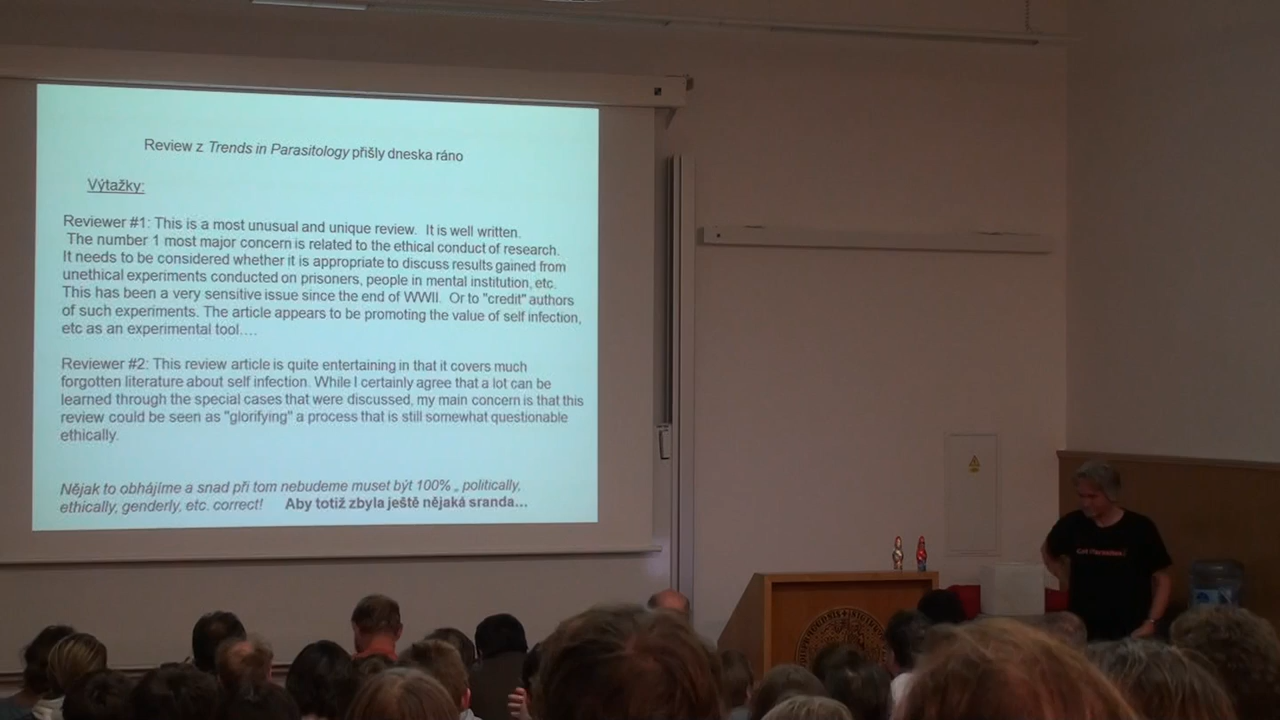 Review z Trends in Parasitology přišly dneska ráno
Výtažky:
Reviewer #1: This is a most unusual and unique review. It is well written.
The number 1 most major concern is related to the ethical conduct of research.
It needs to be considered whether it is appropriate to discuss results gained from
unethical experiments conducted on prisoners, people in mental institution, etc.
This has been a very sensitive issue since the end of WWII. Or to "credit" authors
of such experiments. The article appears to be promoting the value of self infection,
etc as an experimental tool....
Reviewer #2: This review article is quite entertaining in that it covers much
forgotten literature about self infection. While I certainly agree that a lot can be
learned through the special cases that were discussed, my main concern is that this
review could be seen as "glorifying" a process that is still somewhat questionable
ethically.
Nějak to obhájíme a snad při tom nebudeme muset být 100% „ politically,
ethically, genderly, etc. correct! Aby totiž zbyla ještě nějaká sranda...
Got Parasites?